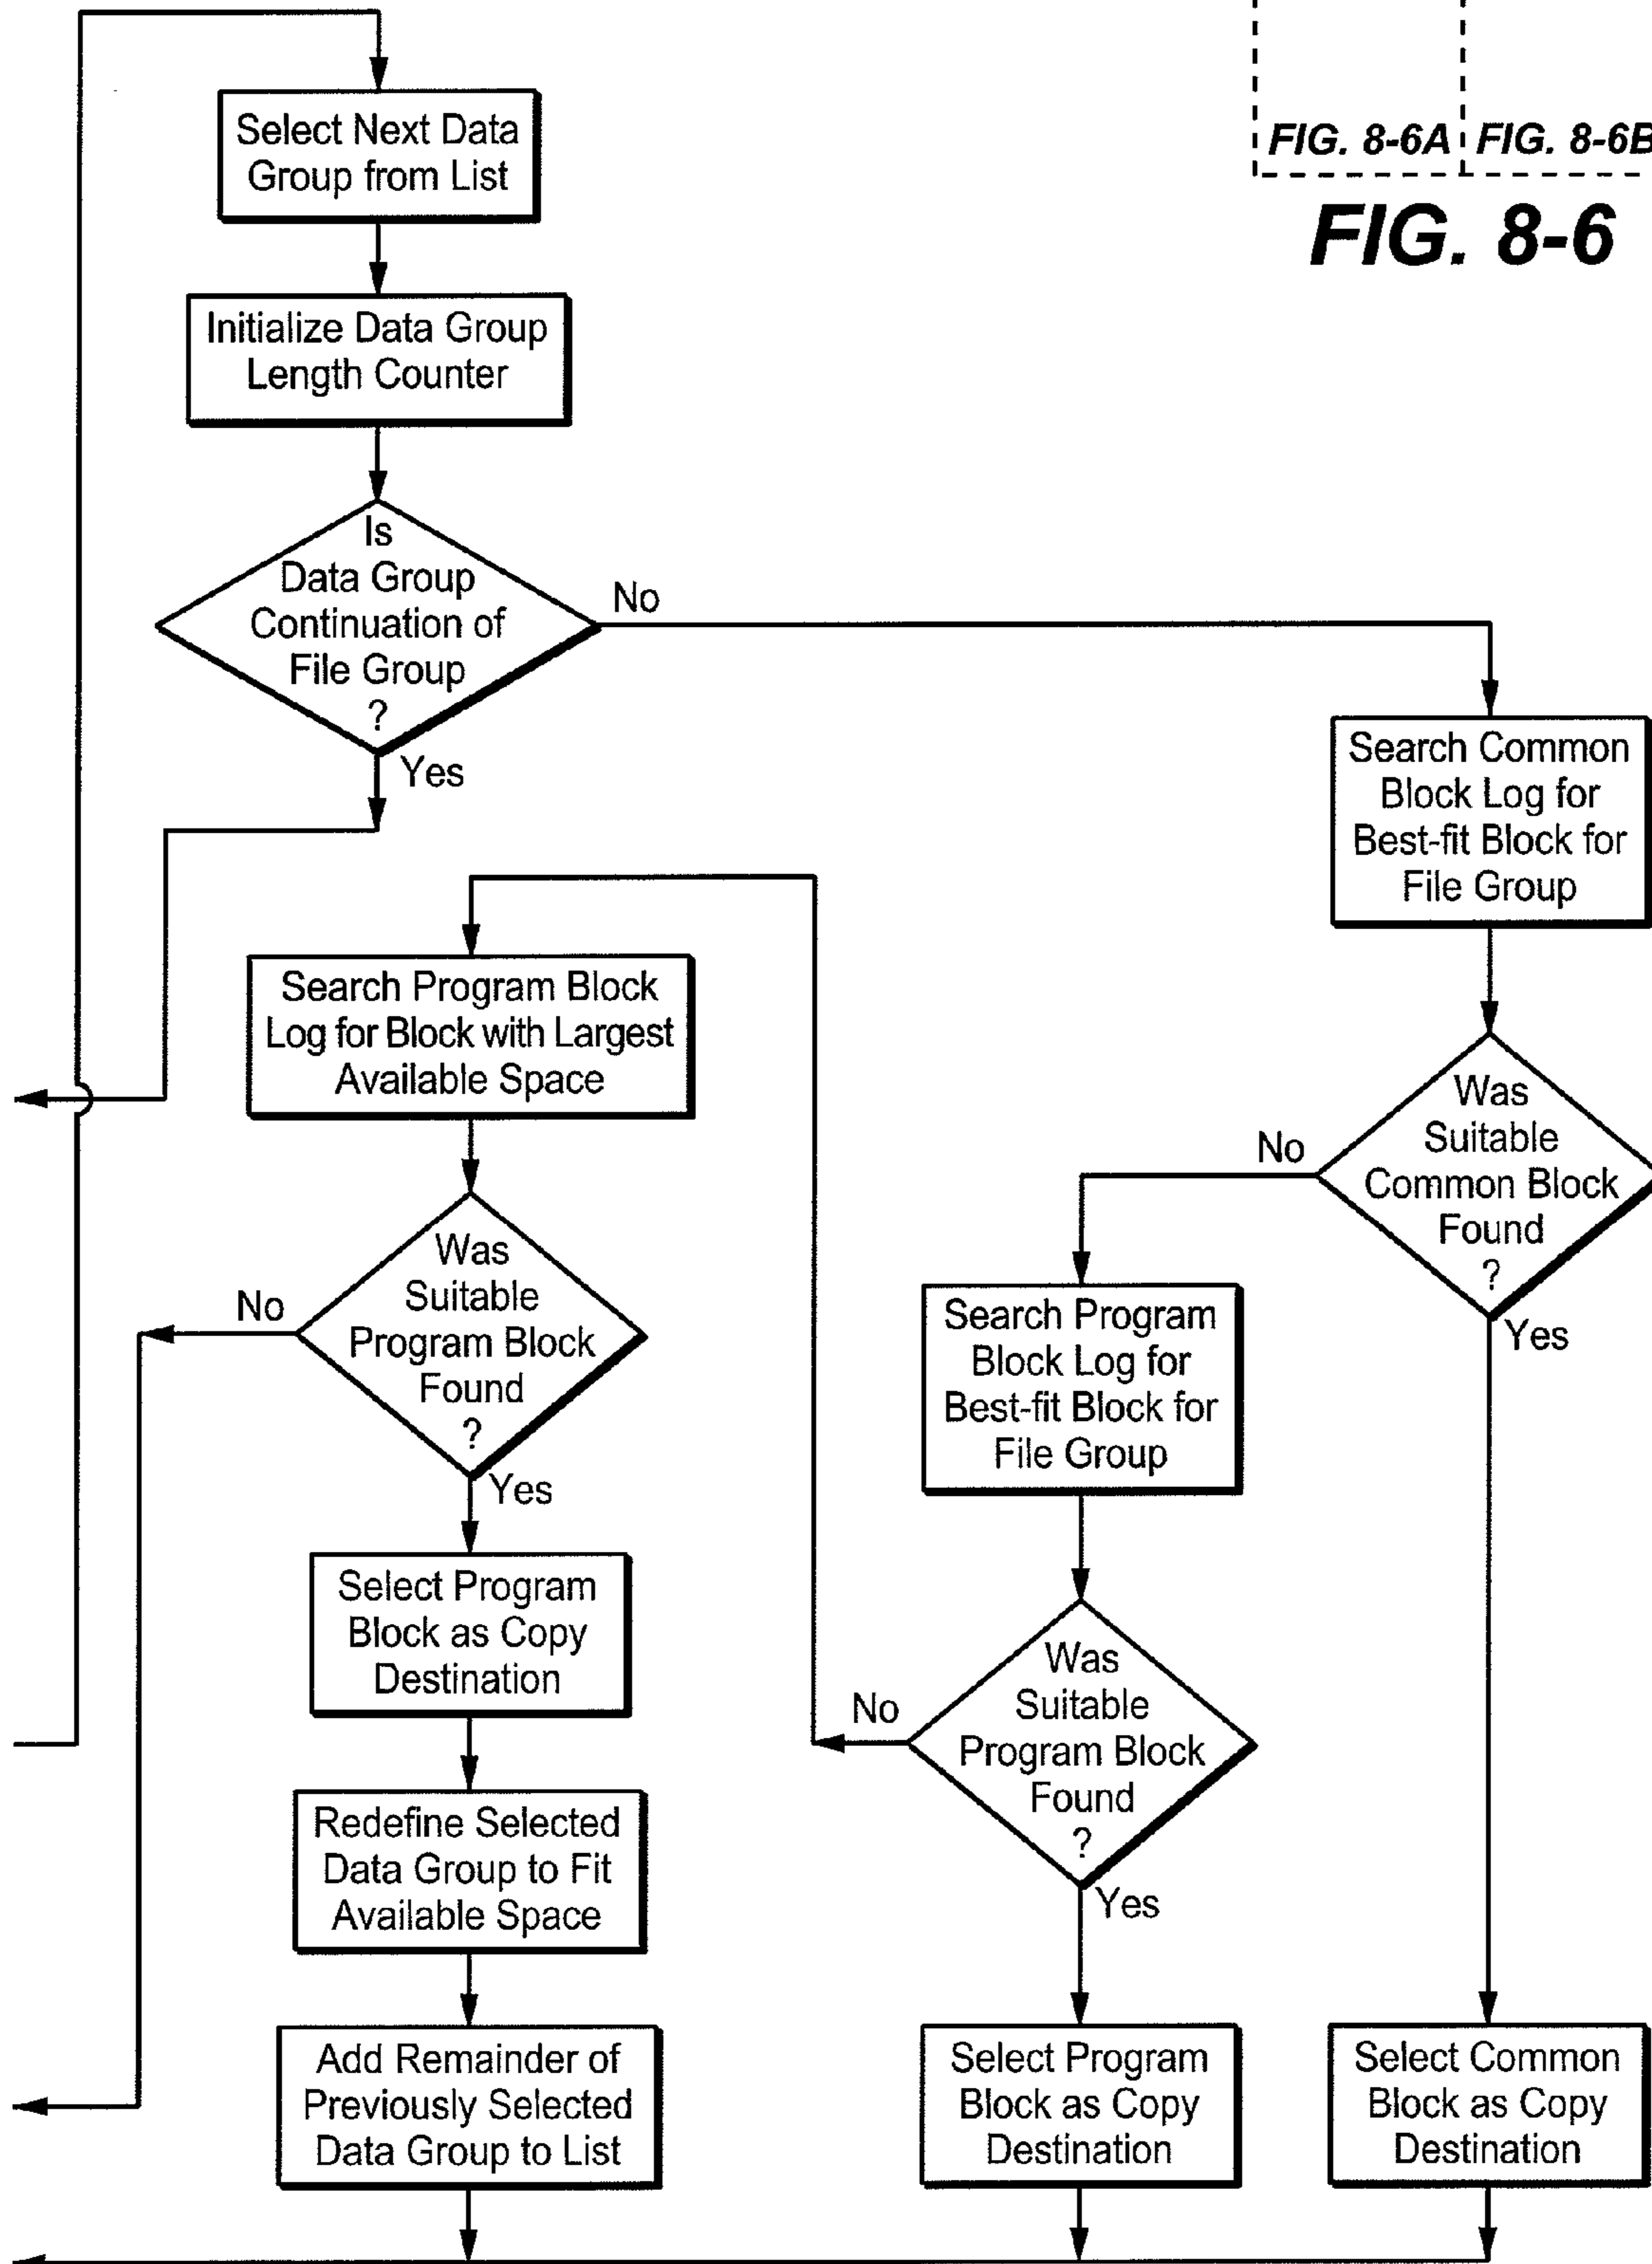 FIG. 8-6A
FIG. 8-6B
FIG. 8-6
Select Next Data
Group from List
Initialize Data Group
Length Counter
Is
Data Group
Continuation of
File Group
?
No
Yes
Search Common
Block Log for
Best-fit Block for
File Group
Search Program Block
Log for Block with Largest
Available Space
Was
Suitable
Common Block
Found
?
No
Yes
Was
Suitable
Program Block
Found
?
No
Yes
Search Program
Block Log for
Best-fit Block for
File Group
Select Program
Block as Copy
Destination
Was
Suitable
Program Block
Found
?
No
Yes
Redefine Selected
Data Group to Fit
Available Space
Add Remainder of
Previously Selected
Data Group to List
Select Program
Block as Copy
Destination
Select Common
Block as Copy
Destination